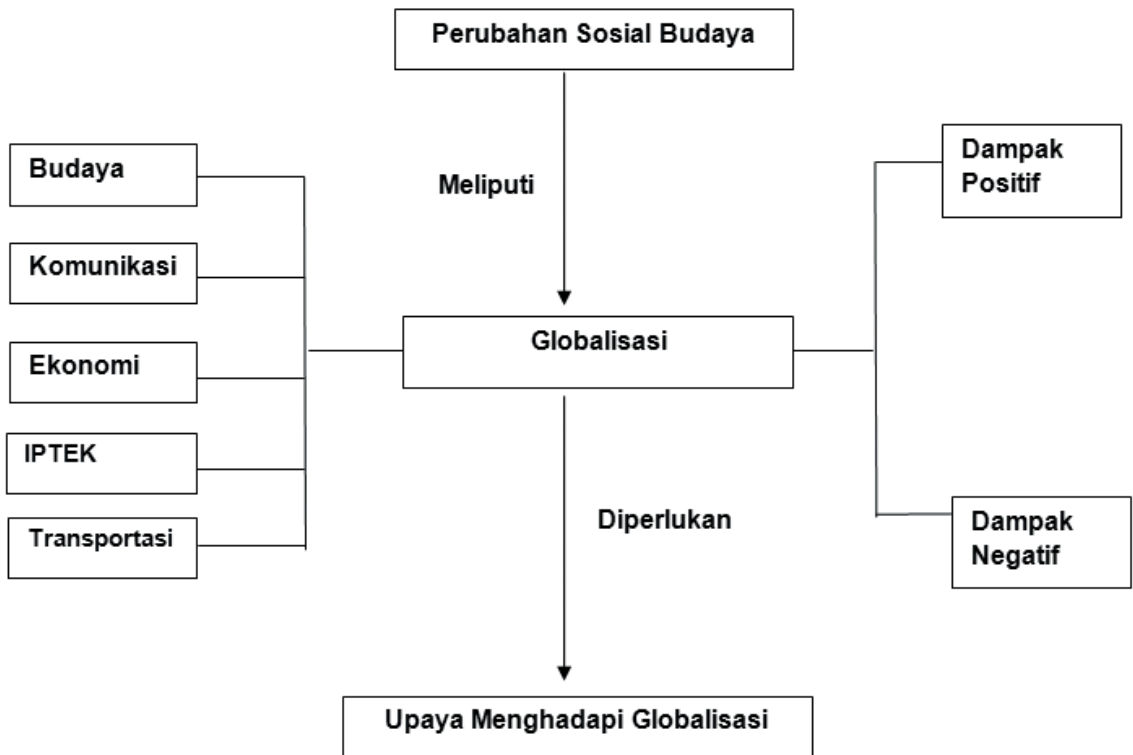 Perubahan Sosial Budaya
Budaya
Meliputi
Dampak
Positif
Komunikasi
Globalisasi
Ekonomi
IPTEK
Diperlukan
Transportasi
Dampak
Negatif
Upaya Menghadapi Globalisasi